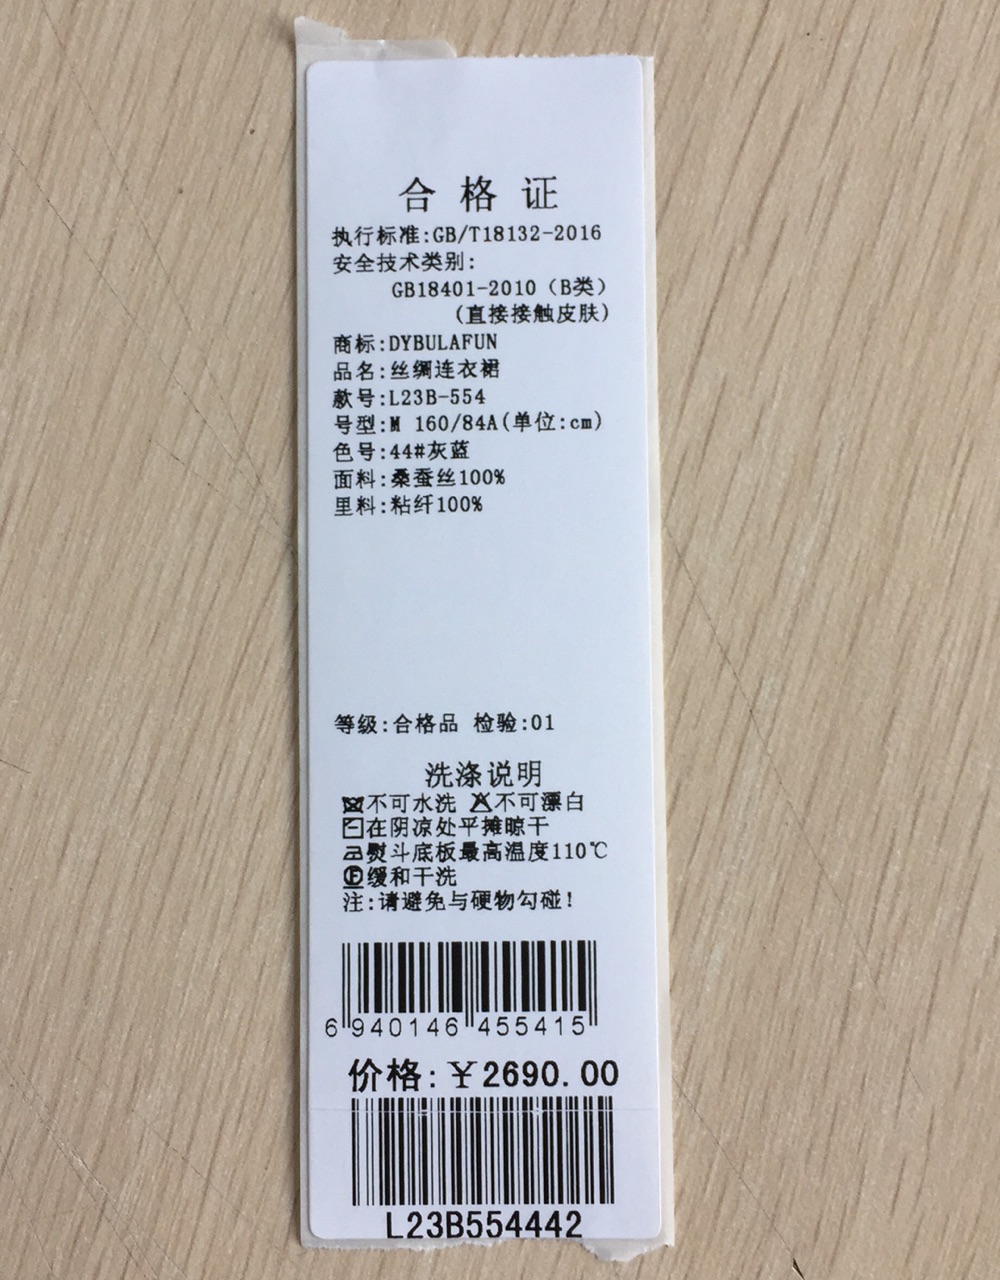 合格证
执行标准:GB/T18132-2016
安全技术类别:
GB18401-2010（B类）
(直接接触皮肤)
商标:DYBULAFUN
品名:丝绸连衣裙
款号:L23B-554
号型:M 160/84A(单位:cm)
色号:44#灰蓝
面料:桑蚕丝100%
里料:粘纤100%
等级:合格品 检验:01
洗涤说明
不可水洗 不可漂白
在阴凉处平摊晾干
熨斗底板最高温度110℃
Ⓕ缓和干洗
注:请避免与硬物勾碰!
6 940146 455415
价格:￥2690.00
L23B554442